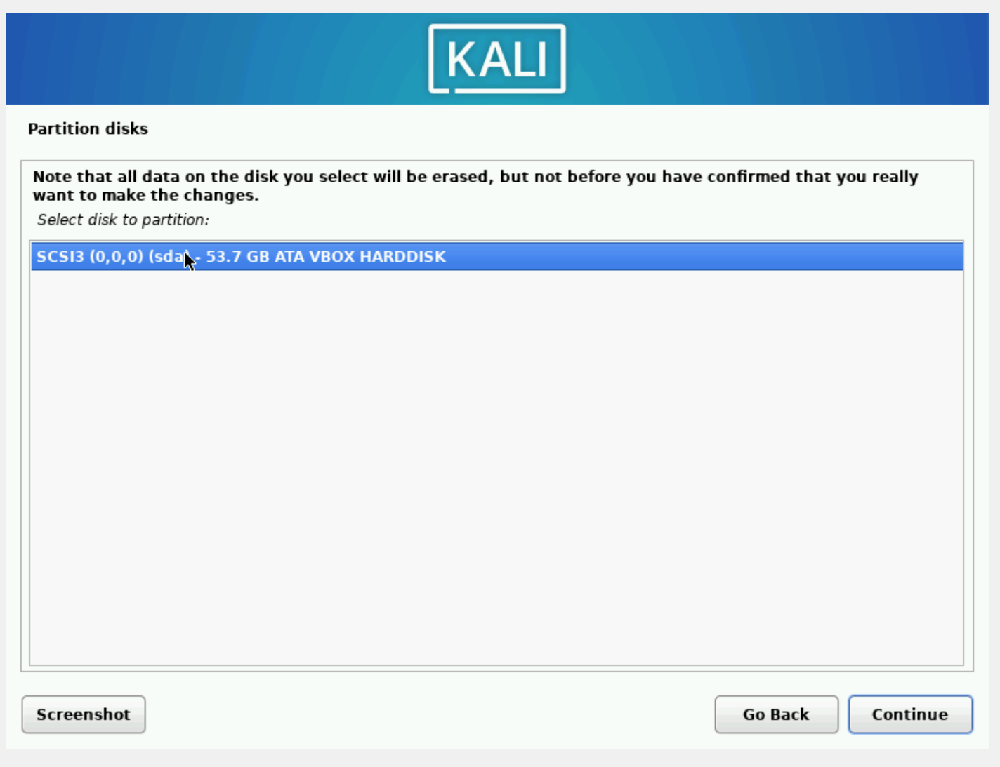 KALI
Partition disks
Note that all data on the disk you select will be erased, but not before you have confirmed that you really
want to make the changes.
Select disk to partition:
SCSI3 (0,0,0) (sda) - 53.7 GB ATA VBOX HARDDISK
Screenshot
Go Back
Continue